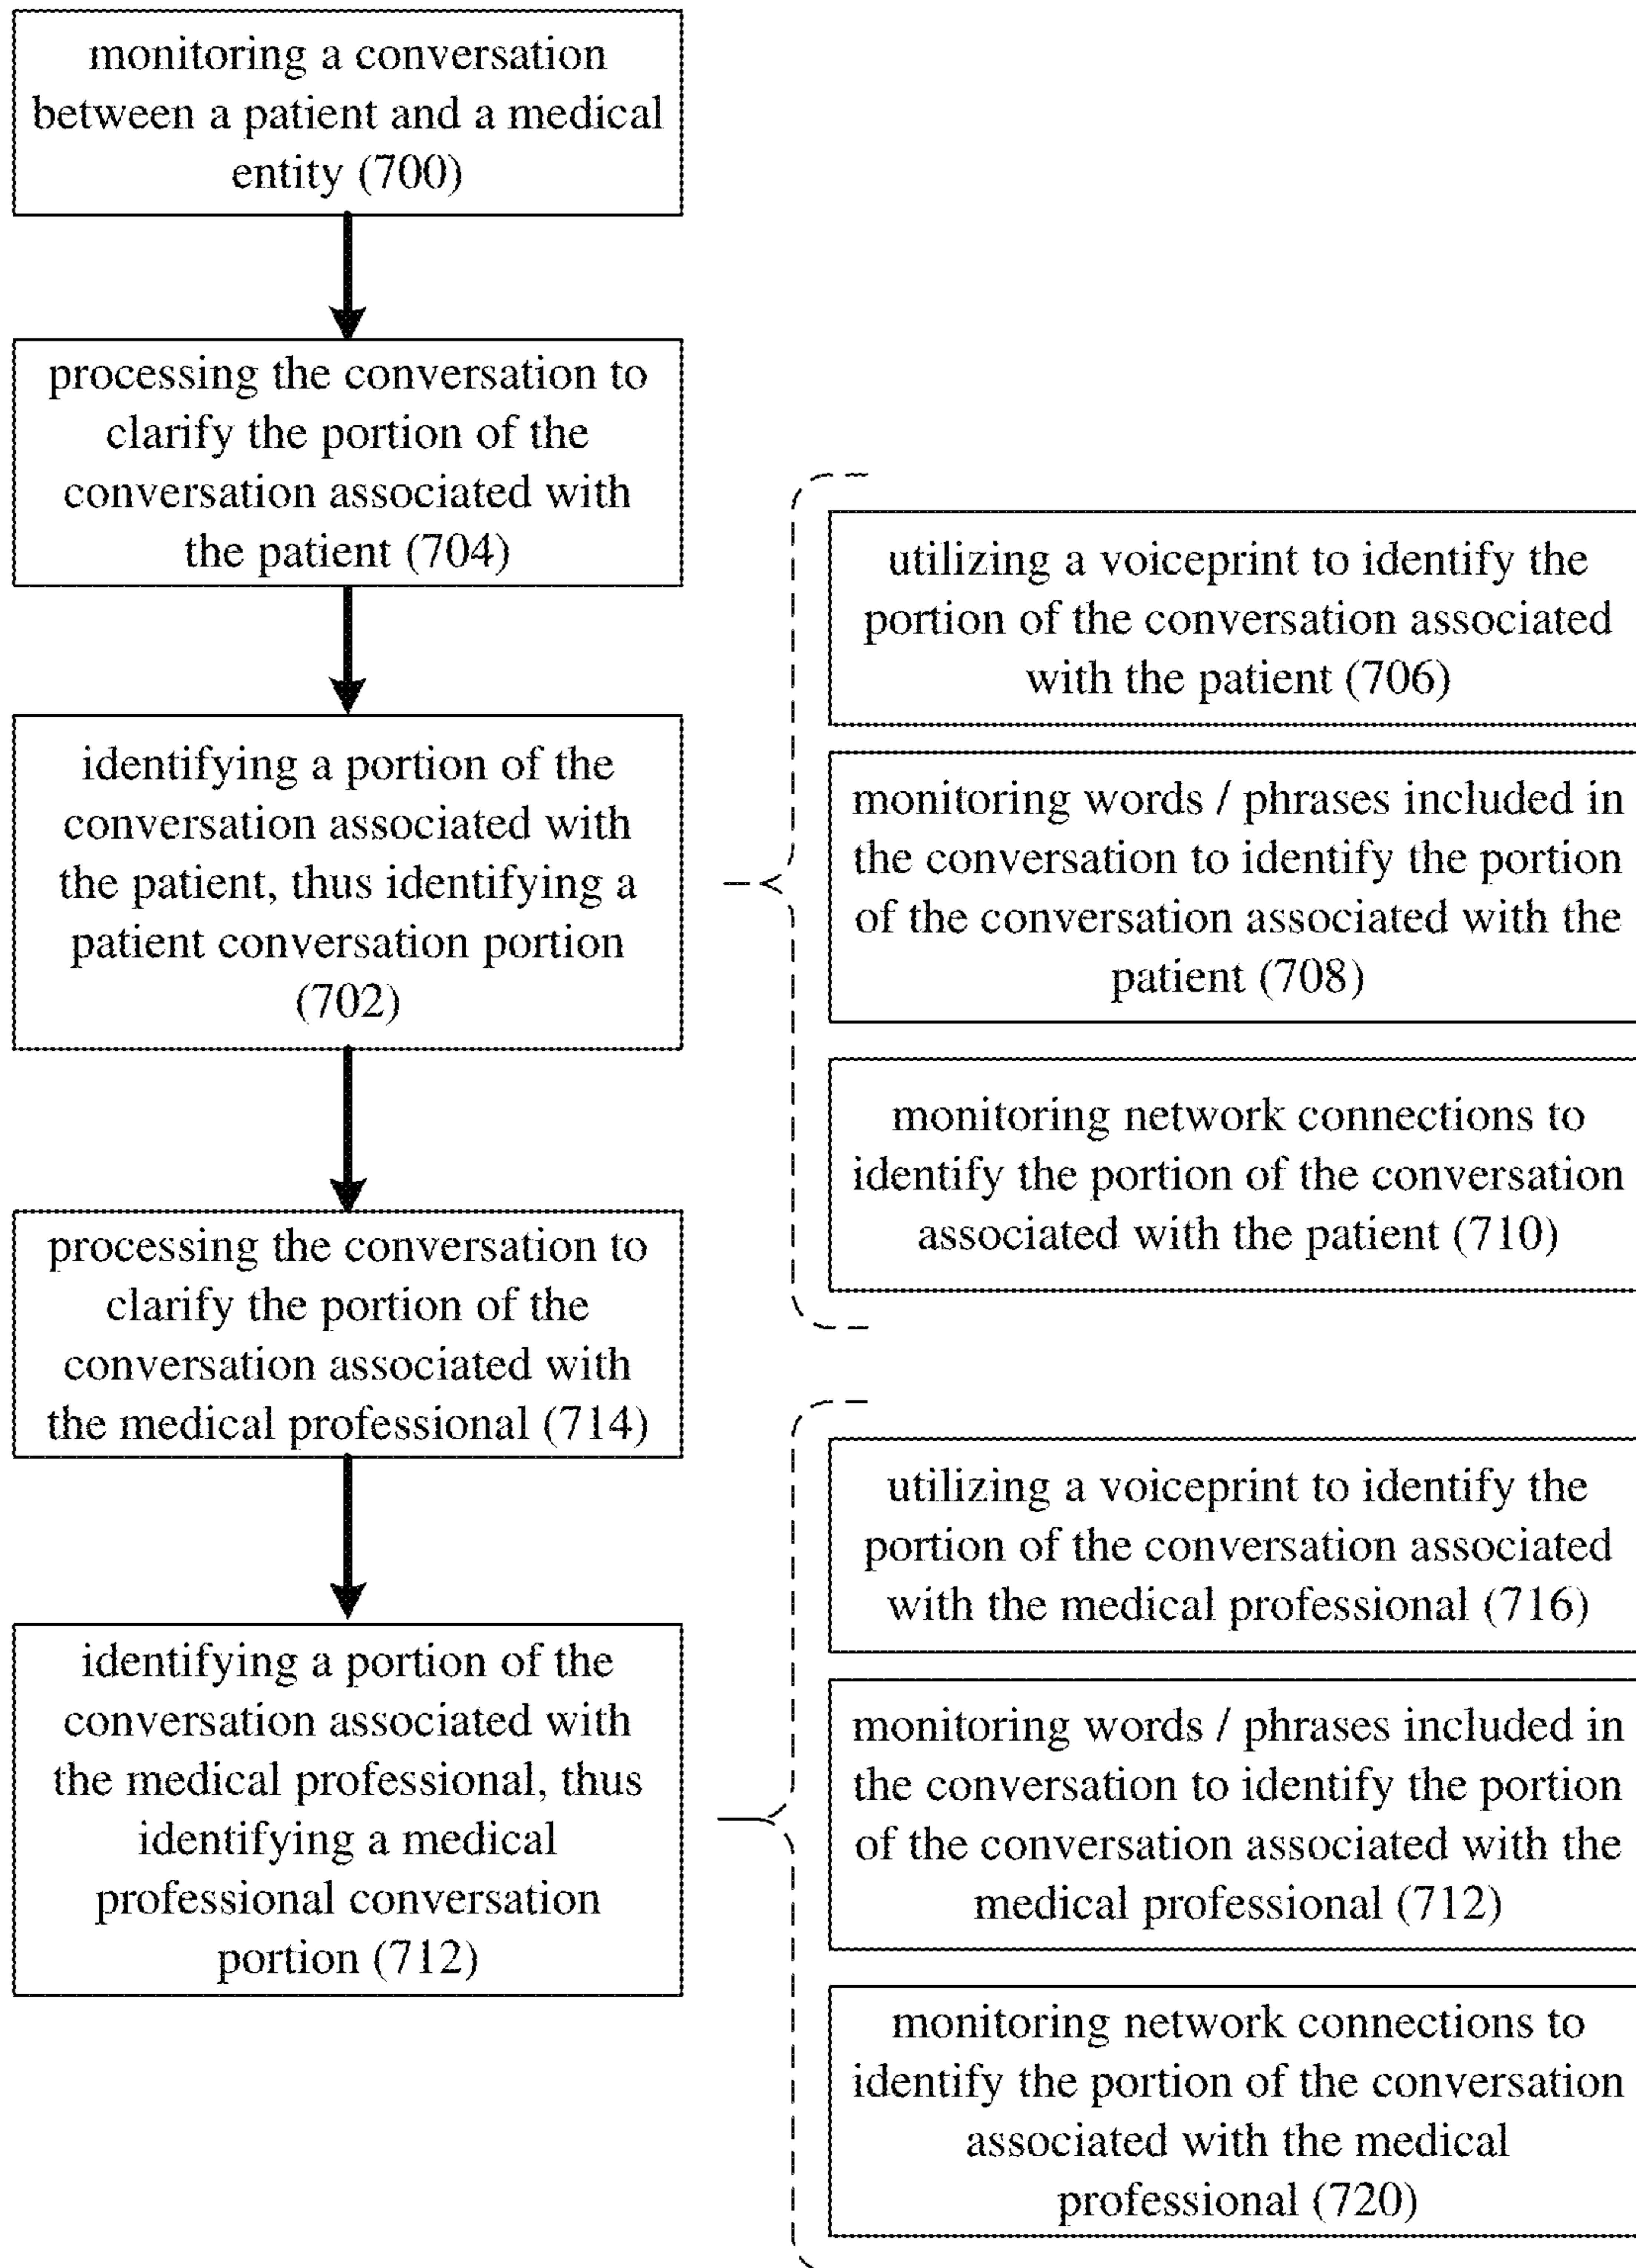 monitoring a conversation
between a patient and a medical
entity (700)
processing the conversation to
clarify the portion of the
conversation associated with
the patient (704)
identifying a portion of the
conversation associated with
the patient, thus identifying a
patient conversation portion
(702)
utilizing a voiceprint to identify the
portion of the conversation associated
with the patient (706)
monitoring words / phrases included in
the conversation to identify the portion
of the conversation associated with the
patient (708)
monitoring network connections to
identify the portion of the conversation
associated with the patient (710)
processing the conversation to
clarify the portion of the
conversation associated with
the medical professional (714)
identifying a portion of the
conversation associated with
the medical professional, thus
identifying a medical
professional conversation
portion (712)
utilizing a voiceprint to identify the
portion of the conversation associated
with the medical professional (716)
monitoring words / phrases included in
the conversation to identify the portion
of the conversation associated with the
medical professional (712)
monitoring network connections to
identify the portion of the conversation
associated with the medical
professional (720)